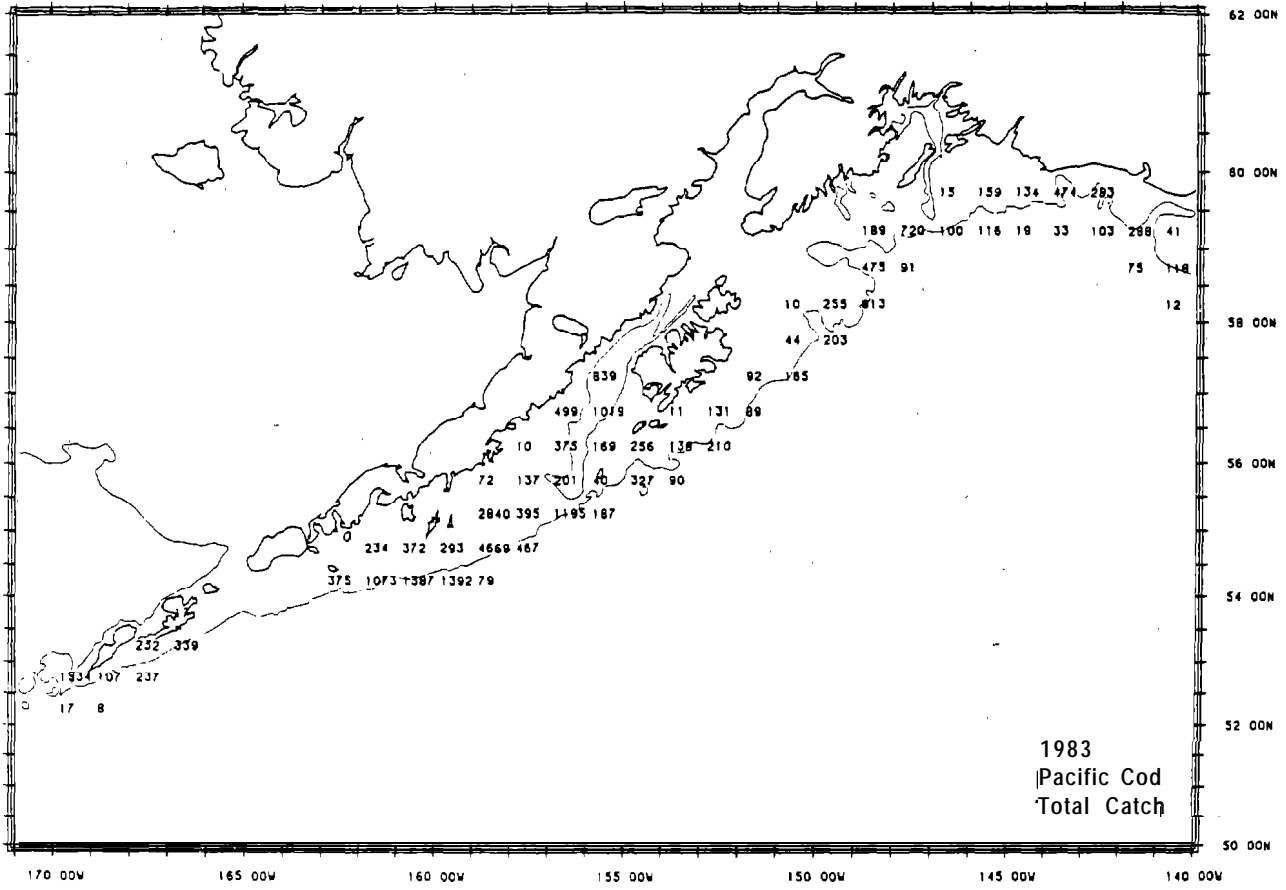 62 00N
60 00N
15 159 134 474 283
189 720 100 116 19 33 103 288 41
475 91 75 118
10 255 813 12
58 00N
44 203
839 92 185
499 1019 11 131 89
10 375 169 256 138 210
56 00N
72 137 201 40 327 90
2840 395 1195 187
234 372 293 4669 467
375 1073 1387 1392 79
54 00N
252 339
1534 107 237
17 8
52 00N
1983
Pacific Cod
Total Catch
50 00N
170 00W 165 00W 160 00W 155 00W 150 00W 145 00W 140 00W